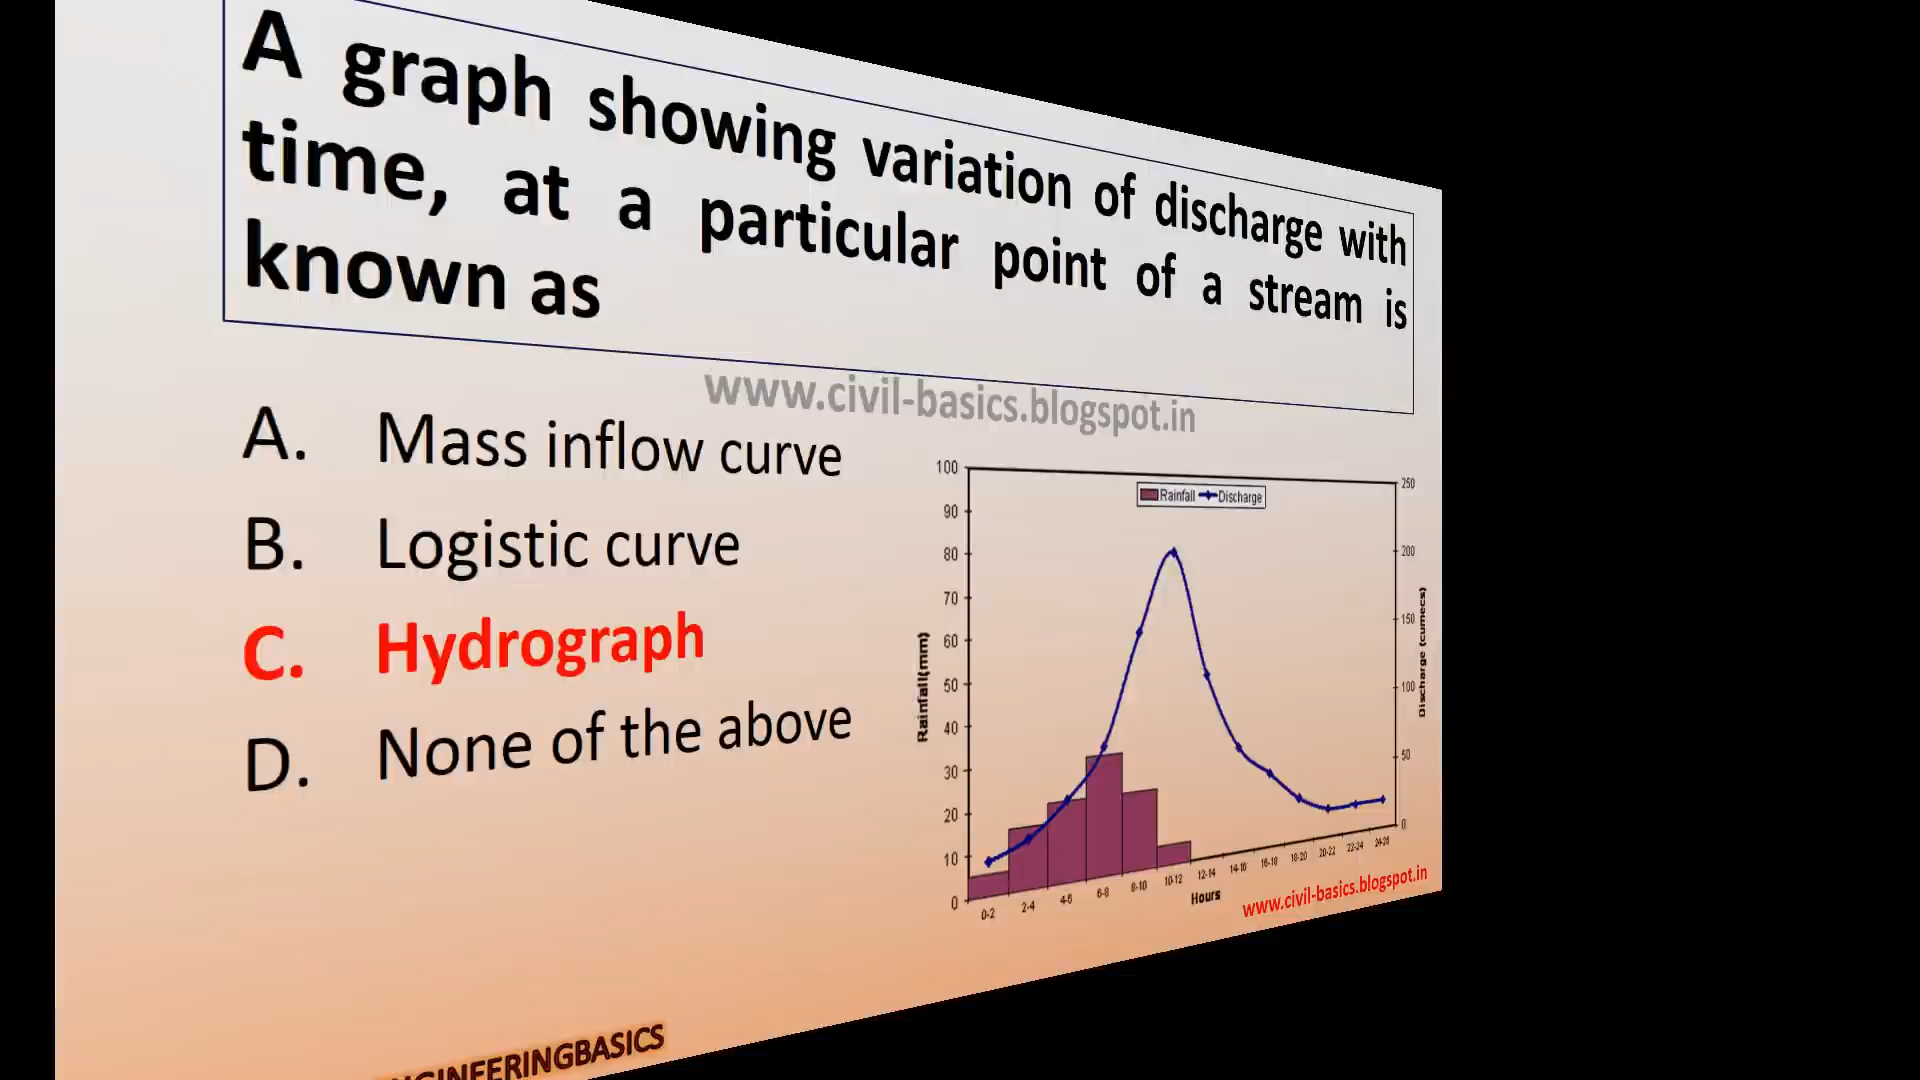 A graph showing variation of discharge with
time, at a particular point of a stream is
known as
www.civil-basics.blogspot.in
A. Mass inflow curve
B. Logistic curve
C. Hydrograph
D. None of the above
Rainfall Discharge
100
90
80
70
60
50
40
30
20
10
0
Rainfall(mm)
250
200
150
100
50
0
Discharge (cumecs)
0-2 2-4 4-6 6-8 8-10 10-12 12-14 14-16 16-18 18-20 20-22 22-24 24-26
Hours
www.civil-basics.blogspot.in
NGINEERINGBASICS